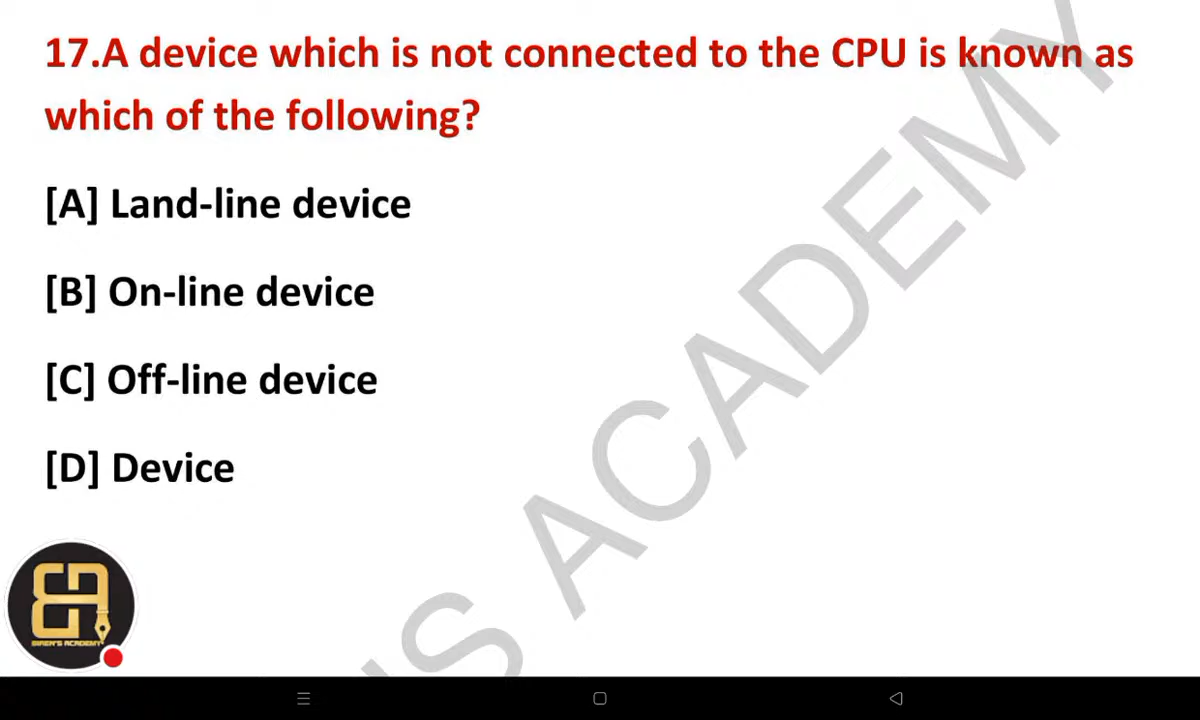 17.A device which is not connected to the CPU is known as
which of the following?
[A] Land-line device
[B] On-line device
[C] Off-line device
[D] Device
S ACADEMY